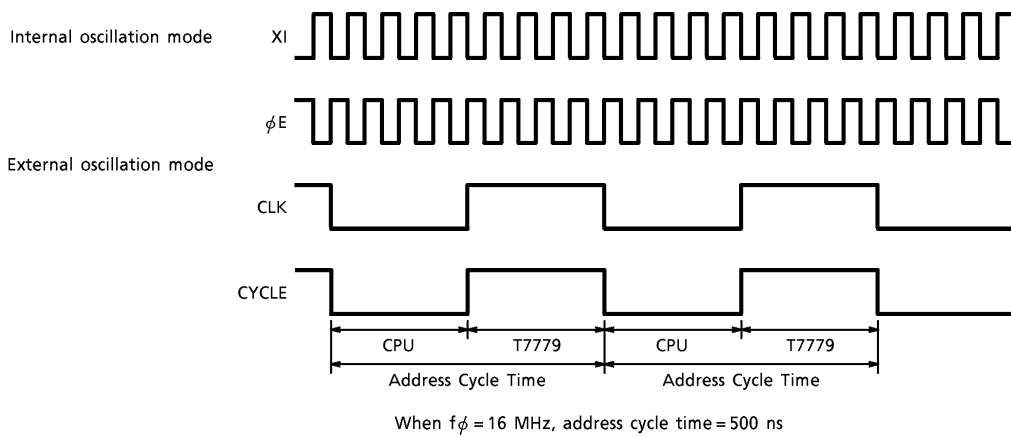 Internal oscillation mode XI
ϕE
External oscillation mode
CLK
CYCLE
CPU T7779 CPU T7779
Address Cycle Time Address Cycle Time
When fϕ = 16 MHz, address cycle time = 500 ns